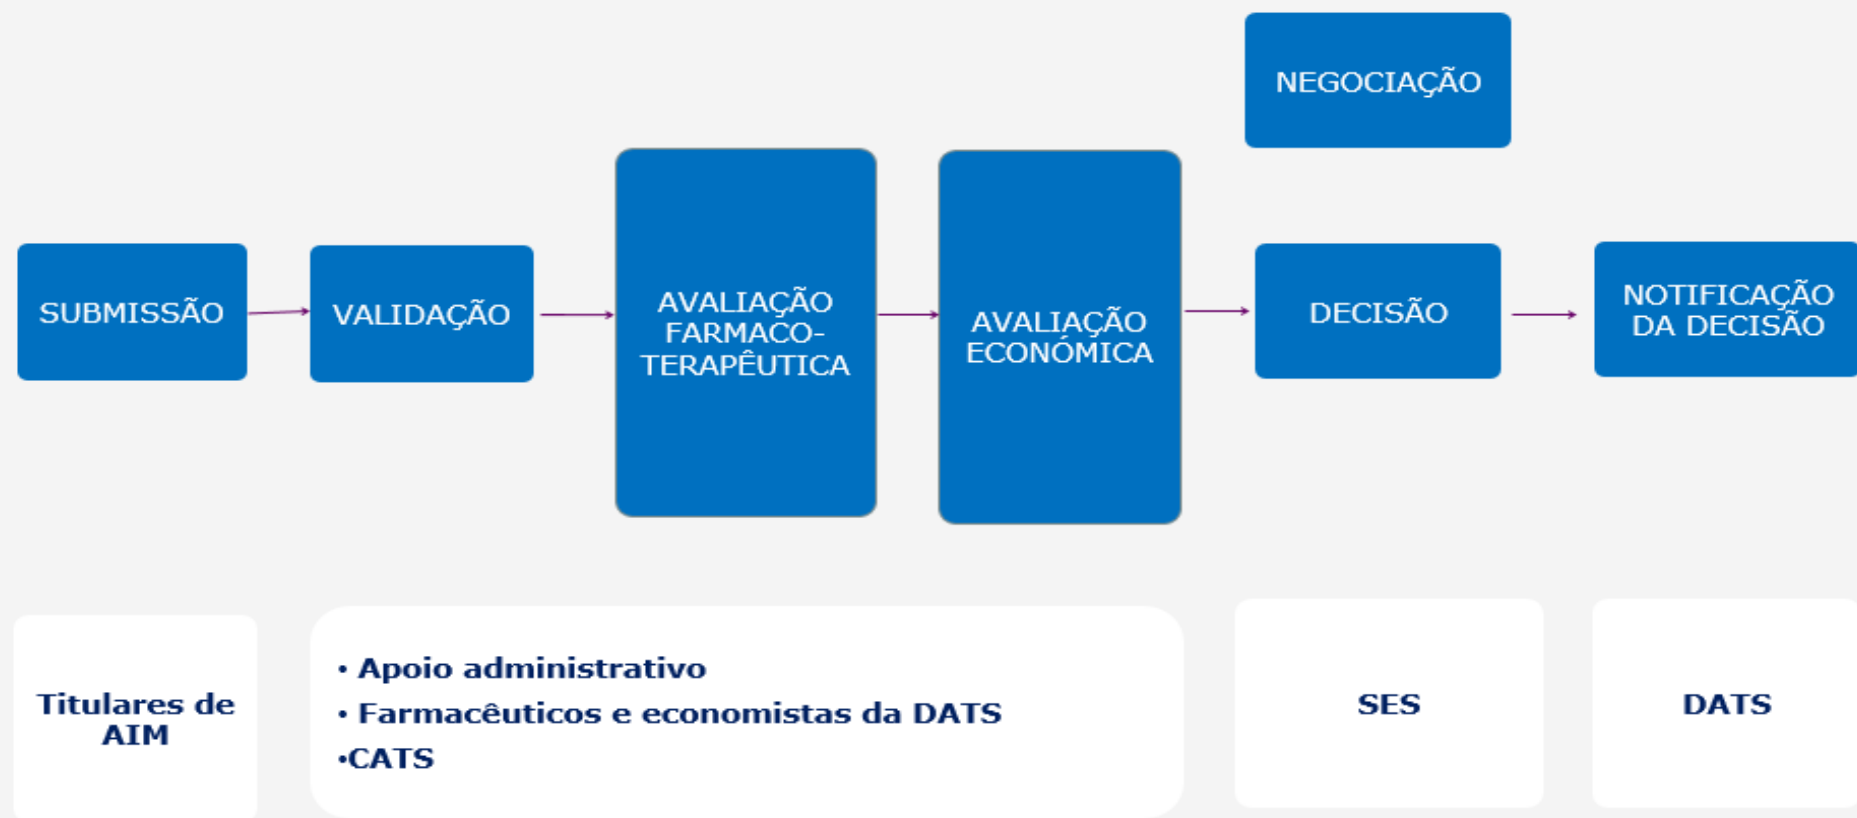 NEGOCIAÇÃO
SUBMISSÃO
VALIDAÇÃO
AVALIAÇÃO
FARMACO-
TERAPÊUTICA
AVALIAÇÃO
ECONÓMICA
DECISÃO
NOTIFICAÇÃO
DA DECISÃO
Titulares de
AIM
• Apoio administrativo
• Farmacêuticos e economistas da DATS
•CATS
SES
DATS